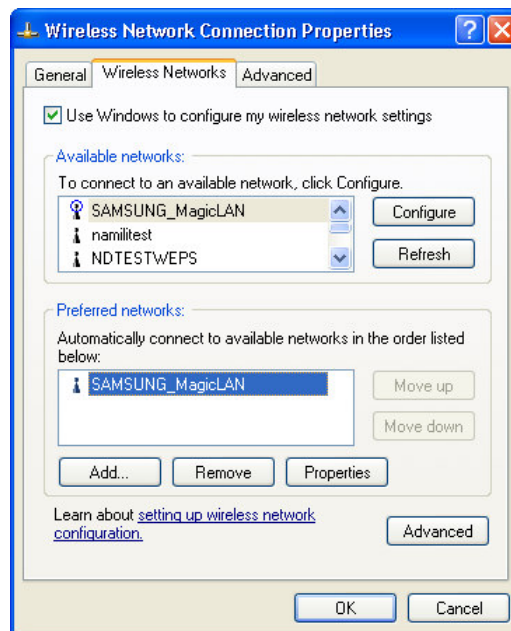 Wireless Network Connection Properties
General
Wireless Networks
Advanced
Use Windows to configure my wireless network settings
Available networks:
To connect to an available network, click Configure.
SAMSUNG_MagicLAN
namilitest
NDTESTWEPS
Configure
Refresh
Preferred networks:
Automatically connect to available networks in the order listed
below:
SAMSUNG_MagicLAN
Move up
Move down
Add...
Remove
Properties
Learn about setting up wireless network
configuration.
Advanced
OK
Cancel